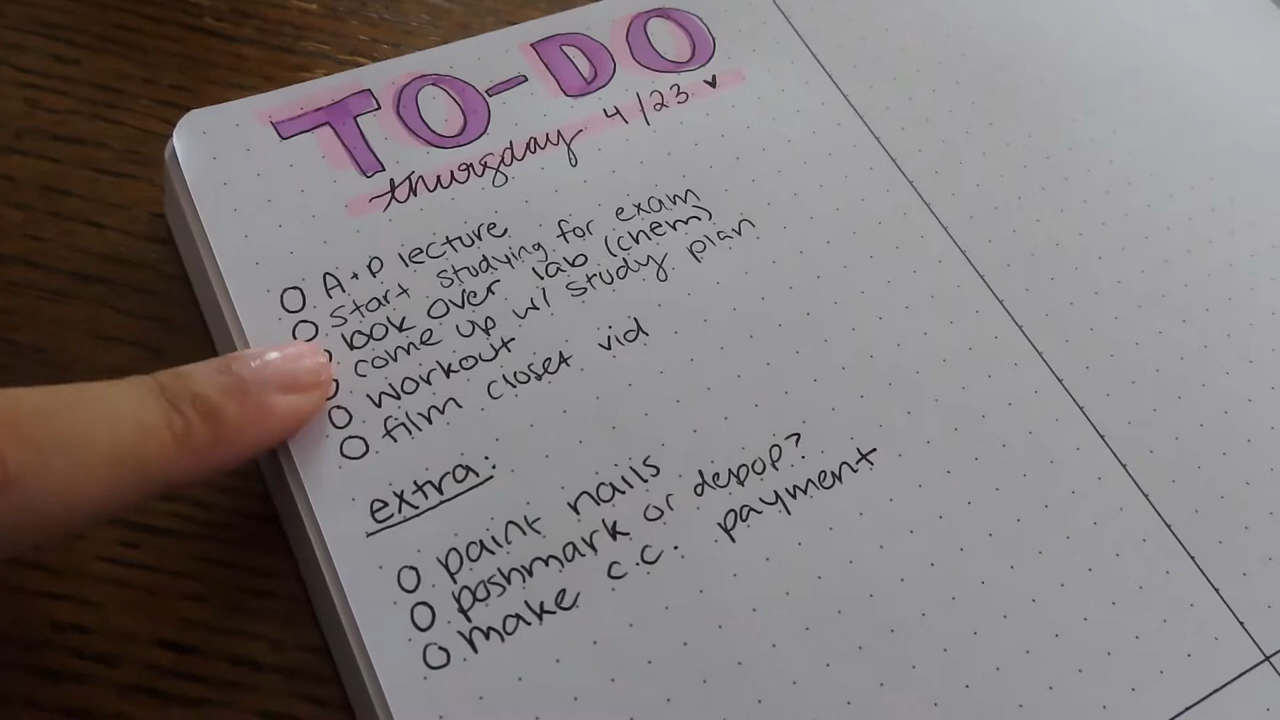 TO-DO
thursday 4/23
A+P lecture
Start studying for exam
look over lab (chem)
come up w/ study plan
workout
film closet vid
extra:
paint nails
poshmark or depop?
make c.c. payment